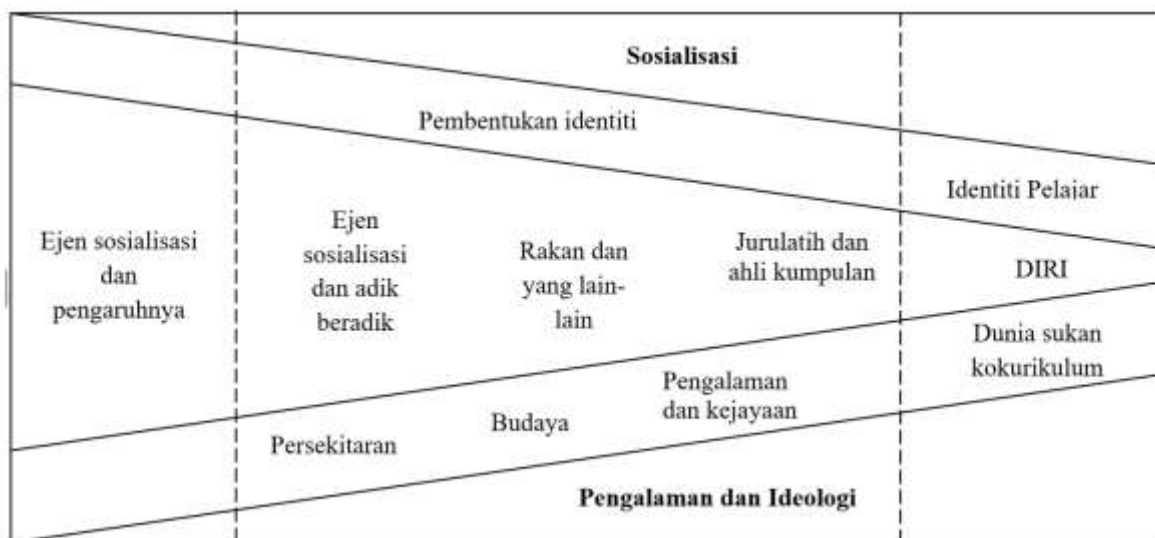 Sosialisasi
Pembentukan identiti
Identiti Pelajar
Ejen sosialisasi
dan
pengaruhnya
Ejen
sosialisasi
dan adik
beradik
Rakan dan
yang lain-
lain
Jurulatih dan
ahli kumpulan
DIRI
Dunia sukan
kokurikulum
Pengalaman
dan kejayaan
Budaya
Persekitaran
Pengalaman dan Ideologi